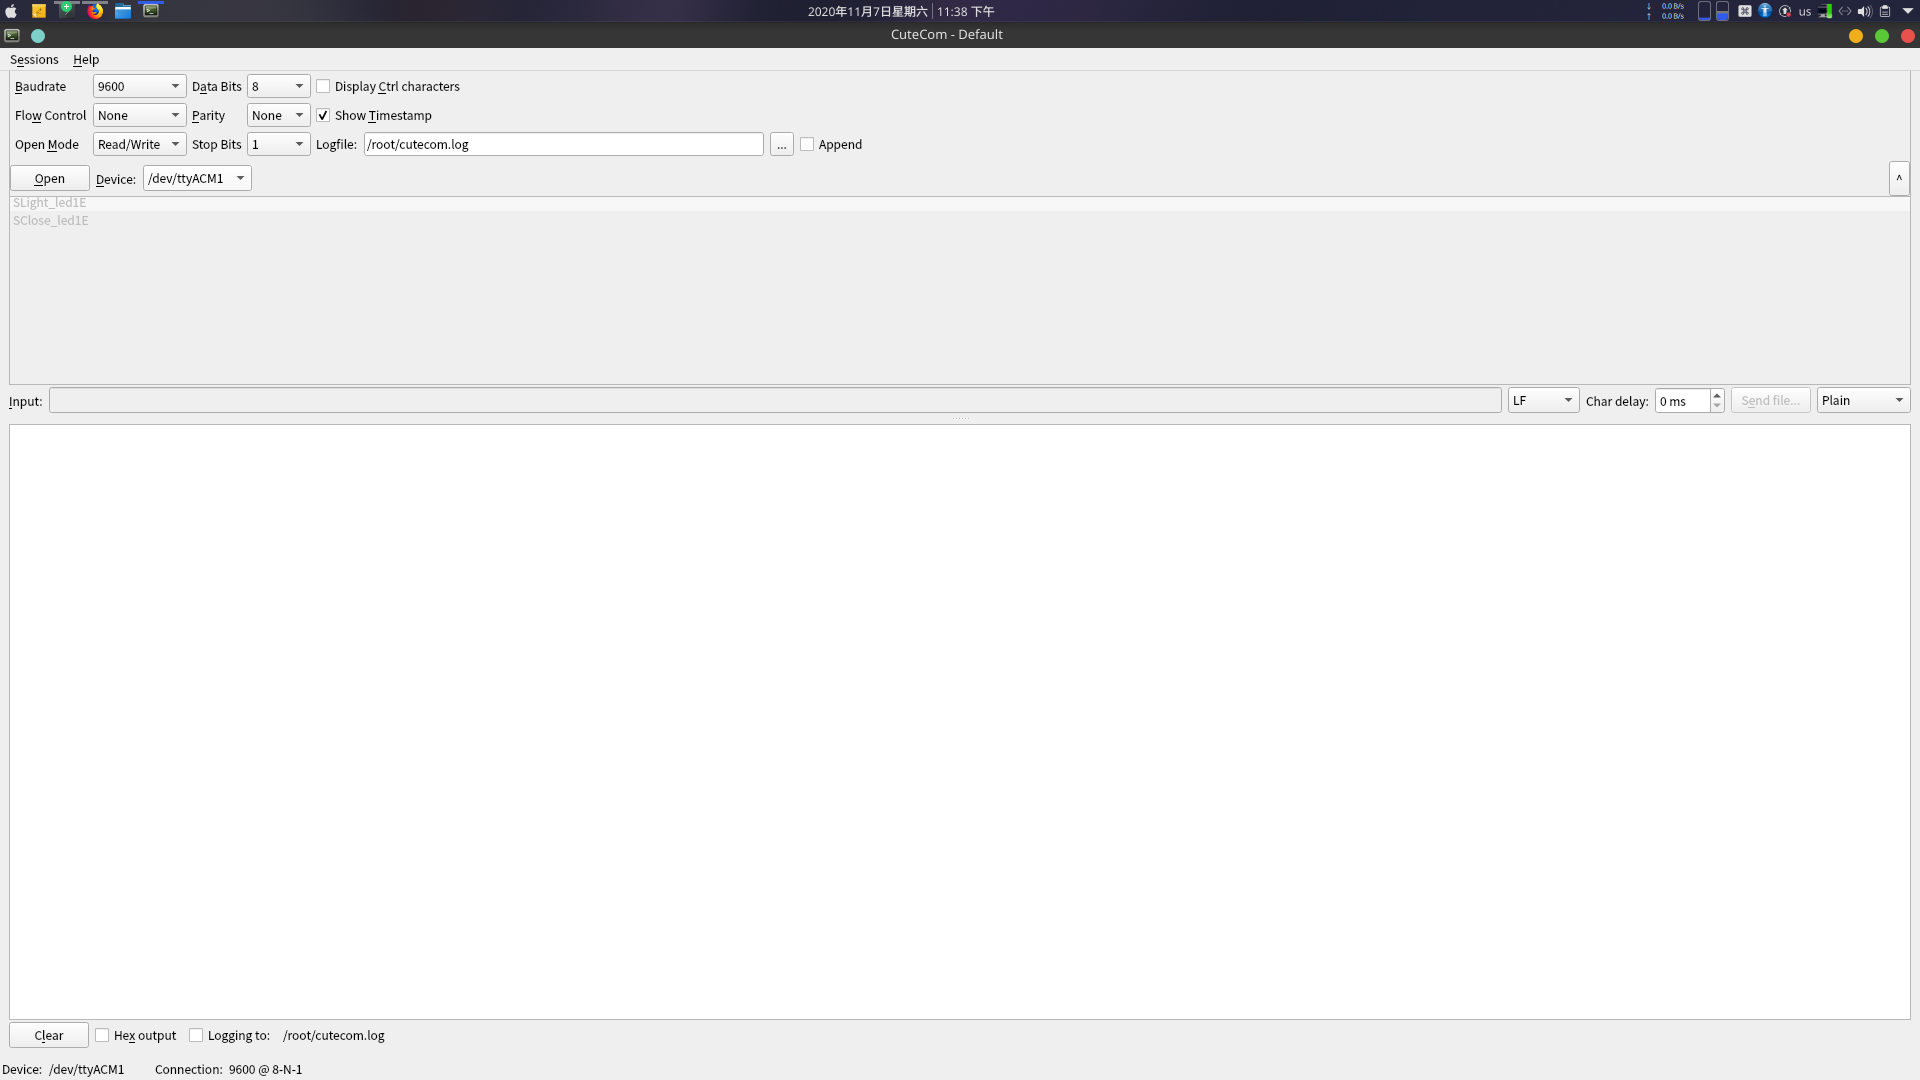 2020年11月7日星期六 | 11:38 下午
0.0 B/s
0.0 B/s
us
CuteCom - Default
Sessions Help
Baudrate 9600 Data Bits 8 Display Ctrl characters
Flow Control None Parity None Show Timestamp
Open Mode Read/Write Stop Bits 1 Logfile: /root/cutecom.log ... Append
Open Device: /dev/ttyACM1 ^
SLight_led1E
SClose_led1E
Input: LF Char delay: 0 ms Send file... Plain
Clear Hex output Logging to: /root/cutecom.log
Device: /dev/ttyACM1 Connection: 9600 @ 8-N-1